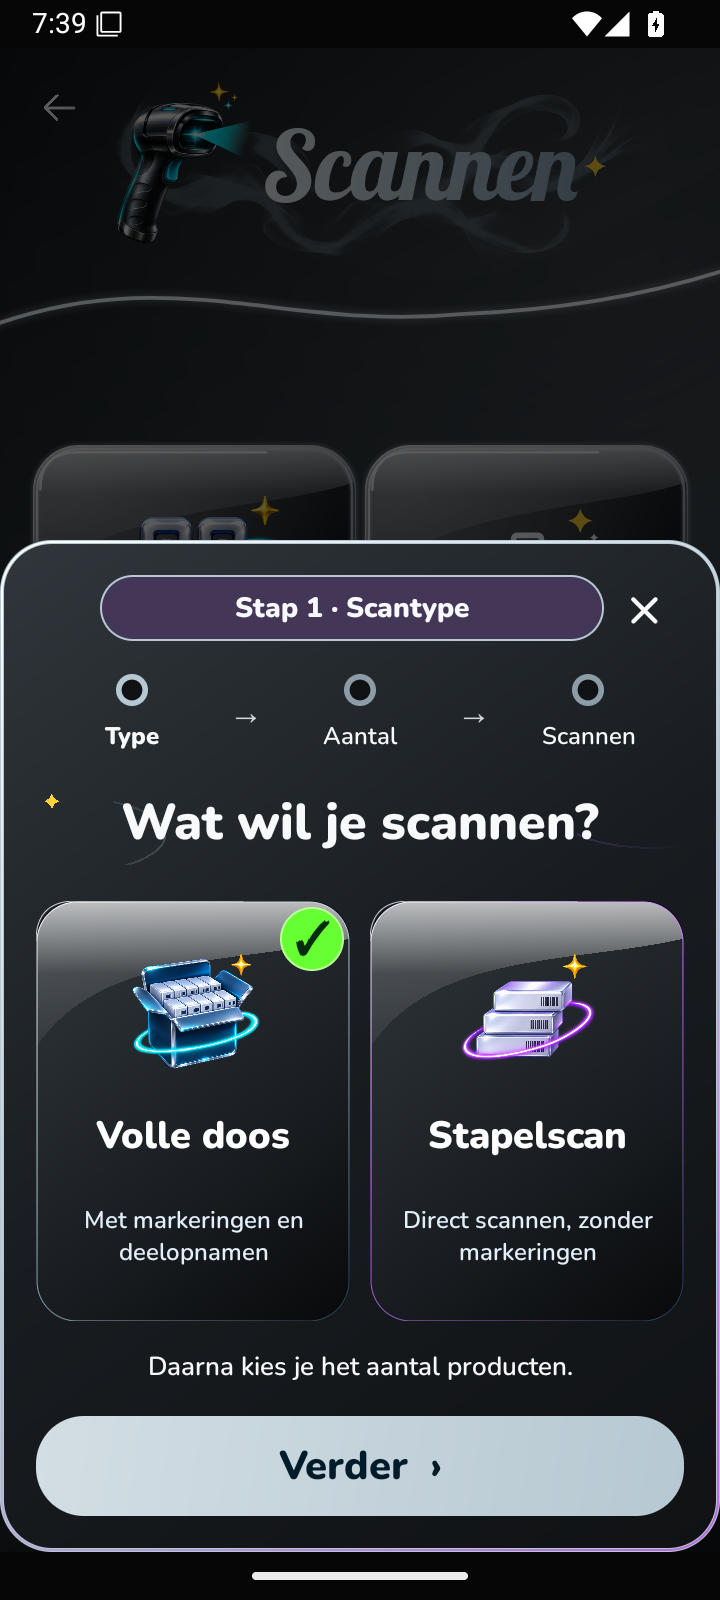 7:39
Scannen
Stap 1 · Scantype
Type → Aantal → Scannen
Wat wil je scannen?
Volle doos
Met markeringen en
deelopnamen
Stapelscan
Direct scannen, zonder
markeringen
Daarna kies je het aantal producten.
Verder ›